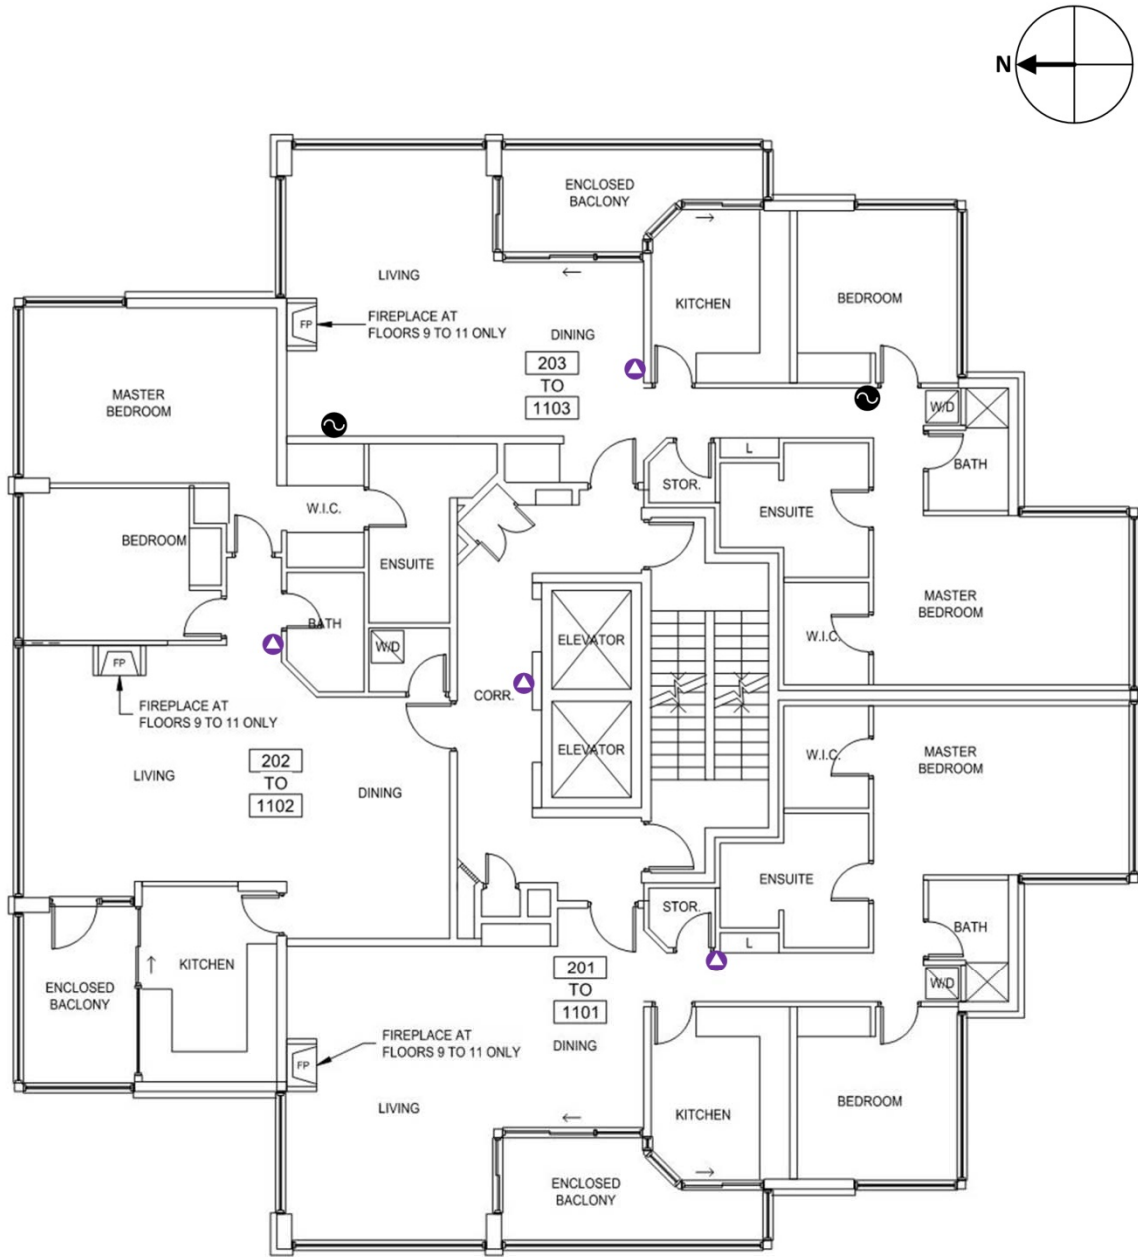 N
ENCLOSED
BACLONY
LIVING
KITCHEN
BEDROOM
FP
FIREPLACE AT
FLOORS 9 TO 11 ONLY
DINING
203
TO
1103
MASTER
BEDROOM
W/D
L
BATH
STOR.
W.I.C.
ENSUITE
BEDROOM
ENSUITE
MASTER
BEDROOM
BATH
W/D
ELEVATOR
W.I.C.
FP
CORR.
FIREPLACE AT
FLOORS 9 TO 11 ONLY
ELEVATOR
W.I.C.
MASTER
BEDROOM
LIVING
202
TO
1102
DINING
ENSUITE
STOR.
BATH
L
KITCHEN
ENCLOSED
BACLONY
201
TO
1101
W/D
FIREPLACE AT
FLOORS 9 TO 11 ONLY
DINING
FP
LIVING
KITCHEN
BEDROOM
ENCLOSED
BACLONY